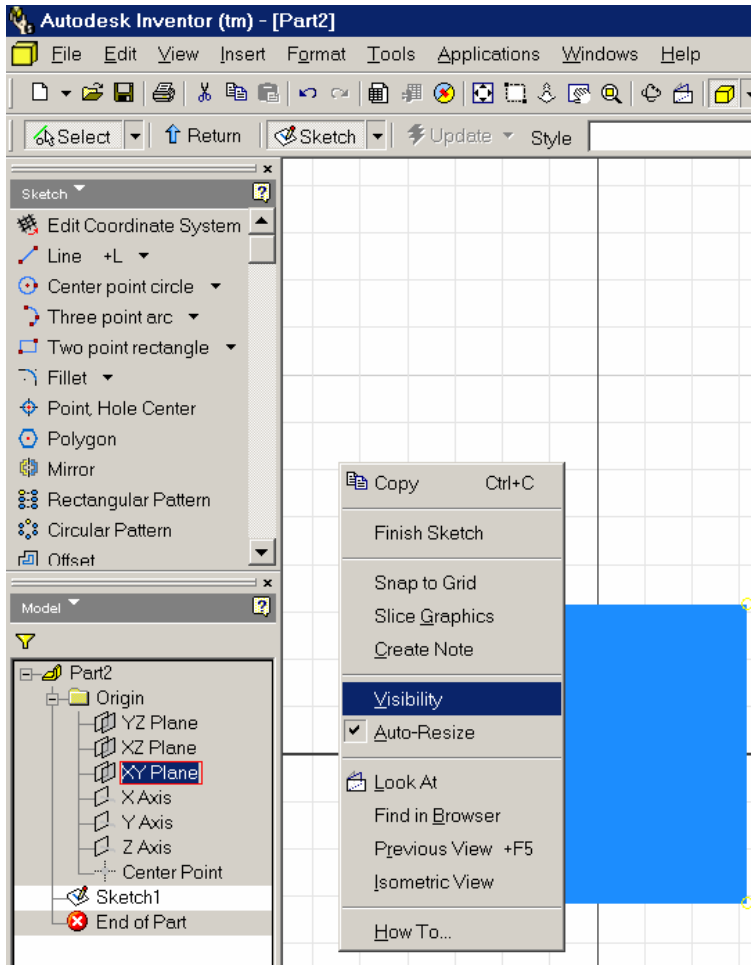 Autodesk Inventor (tm) - [Part2]
File Edit View Insert Format Tools Applications Windows Help
Select Return Sketch Update Style
Sketch
Edit Coordinate System
Line +L
Center point circle
Three point arc
Two point rectangle
Fillet
Point, Hole Center
Polygon
Mirror
Rectangular Pattern
Circular Pattern
Offset
Model
Part2
Origin
YZ Plane
XZ Plane
XY Plane
X Axis
Y Axis
Z Axis
Center Point
Sketch1
End of Part
Copy Ctrl+C
Finish Sketch
Snap to Grid
Slice Graphics
Create Note
Visibility
Auto-Resize
Look At
Find in Browser
Previous View +F5
Isometric View
How To...